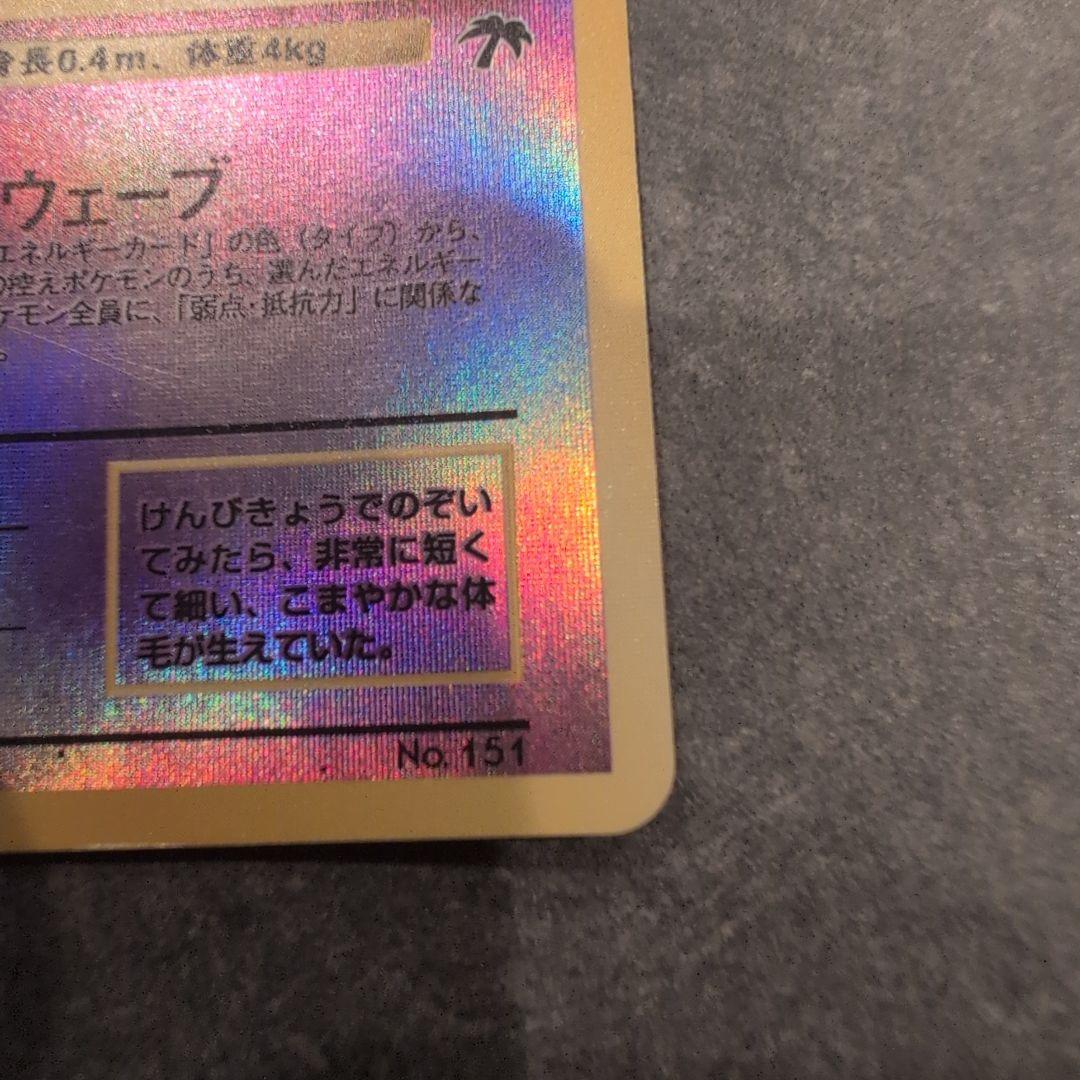 身長0.4m、体重4kg
ウェーブ
エネルギーカード」の色（タイプ）から、
の控えポケモンのうち、選んだエネルギー
ケモン全員に、「弱点・抵抗力」に関係な
。
けんびきょうでのぞい
てみたら、非常に短く
て細い、こまやかな体
毛が生えていた。
No. 151